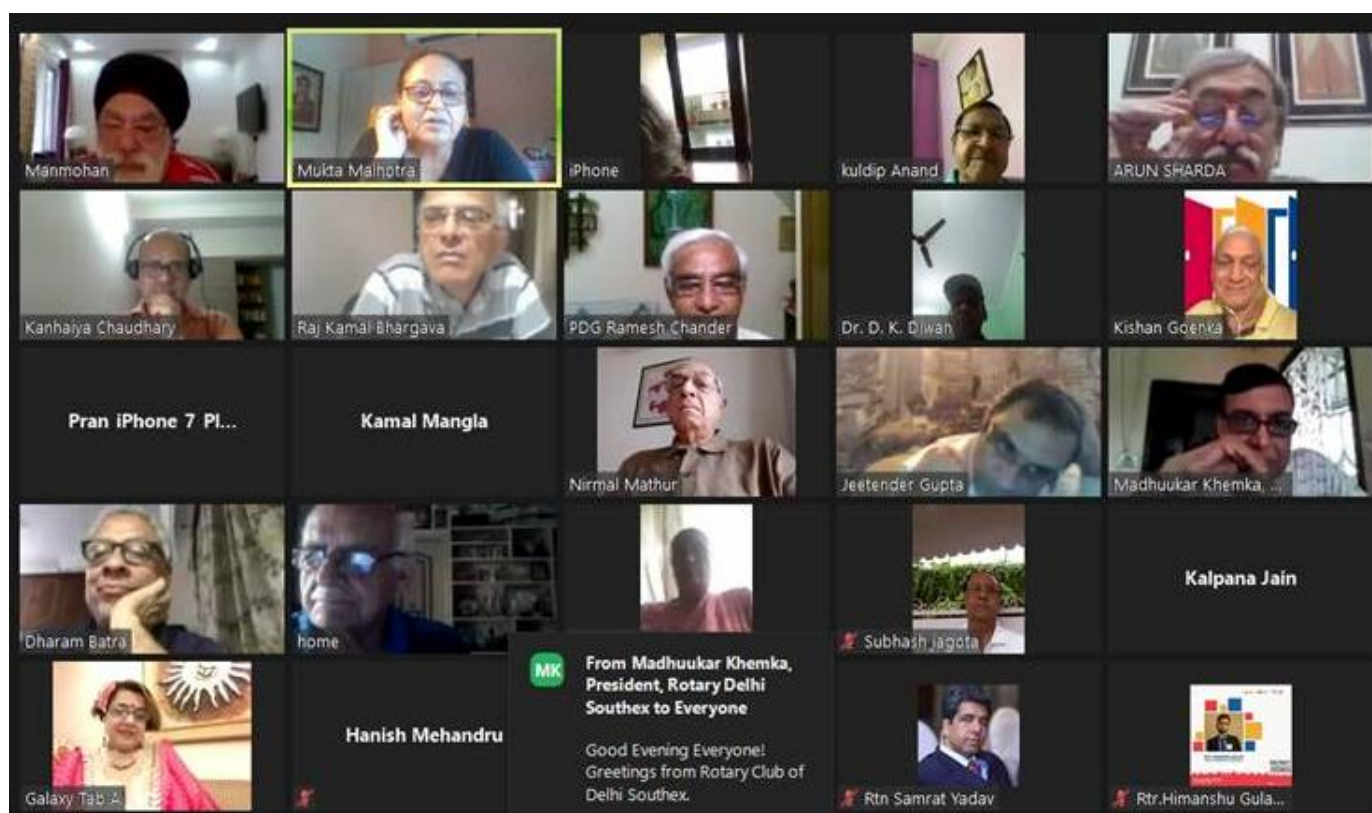 Manmohan
Mukta Malhotra
iPhone
kuldip Anand
ARUN SHARDA
Kanhaiya Chaudhary
Raj Kamal Bhargava
PDG Ramesh Chander
Dr. D. K. Diwan
Kishan Goenka
Pran iPhone 7 Pl...
Kamal Mangla
Nirmal Mathur
Jeetender Gupta
Madhuukar Khemka, ...
Dharam Batra
home
Subhash jagota
Kalpana Jain
Galaxy Tab A
Hanish Mehandru
MK
From Madhuukar Khemka,
President, Rotary Delhi
Southex to Everyone
Good Evening Everyone!
Greetings from Rotary Club of
Delhi Southex.
Rtn Samrat Yadav
Rtr.Himanshu Gula...